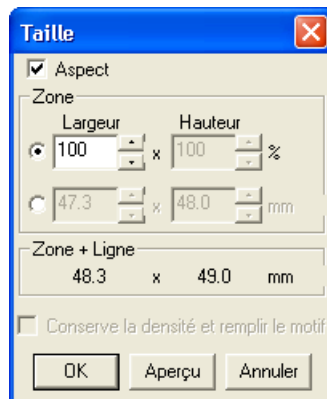 Taille
Aspect
Zone
Largeur Hauteur
100 x 100 %
47.3 x 48.0 mm
Zone + Ligne
48.3 x 49.0 mm
Conserve la densité et remplir le motif
OK Aperçu Annuler